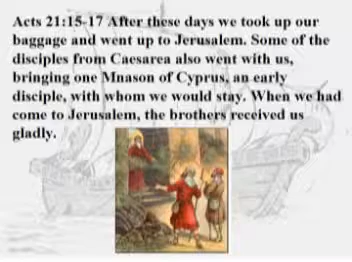 Acts 21:15-17 After these days we took up our
baggage and went up to Jerusalem. Some of the
disciples from Caesarea also went with us,
bringing one Mnason of Cyprus, an early
disciple, with whom we would stay. When we had
come to Jerusalem, the brothers received us
gladly.